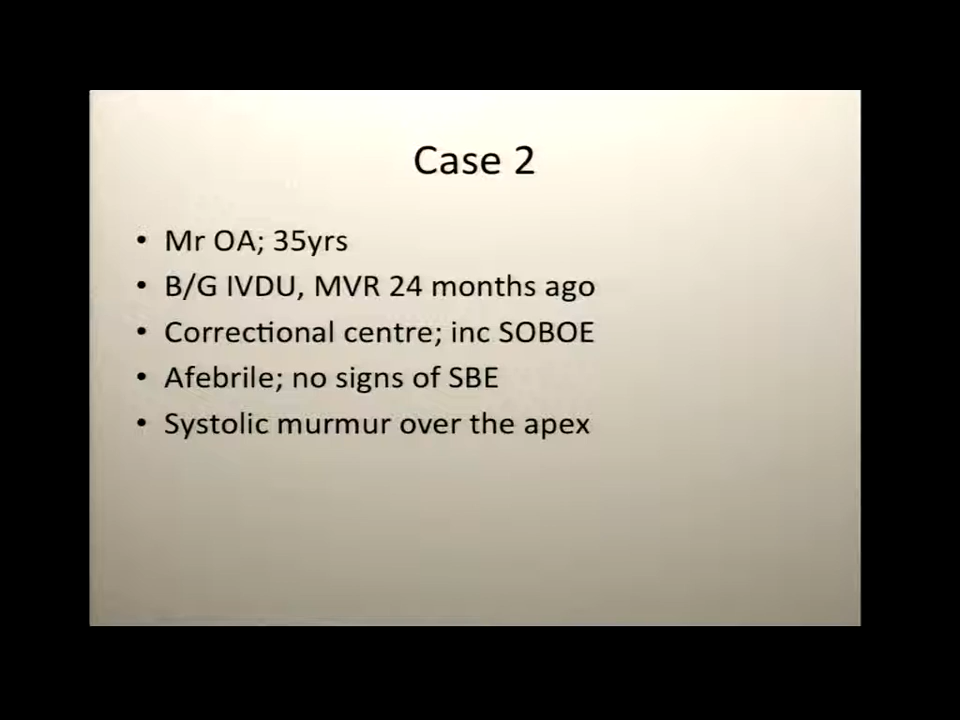 Case 2
• Mr OA; 35yrs
• B/G IVDU, MVR 24 months ago
• Correctional centre; inc SOBOE
• Afebrile; no signs of SBE
• Systolic murmur over the apex